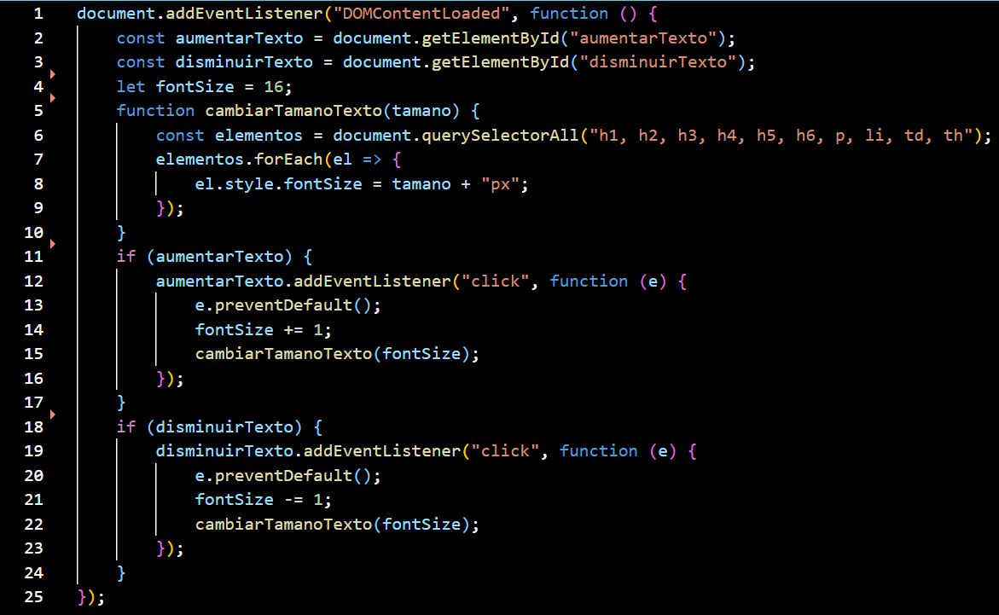 1 document.addEventListener("DOMContentLoaded", function () {
2 const aumentarTexto = document.getElementById("aumentarTexto");
3 const disminuirTexto = document.getElementById("disminuirTexto");
4 let fontSize = 16;
5 function cambiarTamanoTexto(tamano) {
6 const elementos = document.querySelectorAll("h1, h2, h3, h4, h5, h6, p, li, td, th");
7 elementos.forEach(el => {
8 el.style.fontSize = tamano + "px";
9 });
10 }
11 if (aumentarTexto) {
12 aumentarTexto.addEventListener("click", function (e) {
13 e.preventDefault();
14 fontSize += 1;
15 cambiarTamanoTexto(fontSize);
16 });
17 }
18 if (disminuirTexto) {
19 disminuirTexto.addEventListener("click", function (e) {
20 e.preventDefault();
21 fontSize -= 1;
22 cambiarTamanoTexto(fontSize);
23 });
24 }
25 });